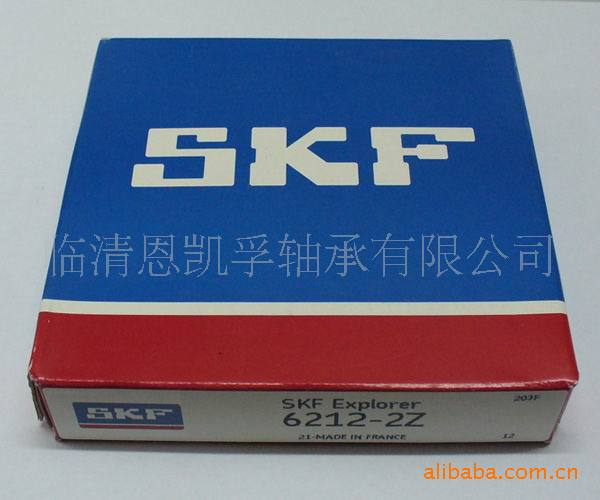 SKF
临清恩凯孚轴承有限公司
203F
SKF Explorer
SKF
6212-2Z
21-MADE IN FRANCE
12
alibaba.com.cn